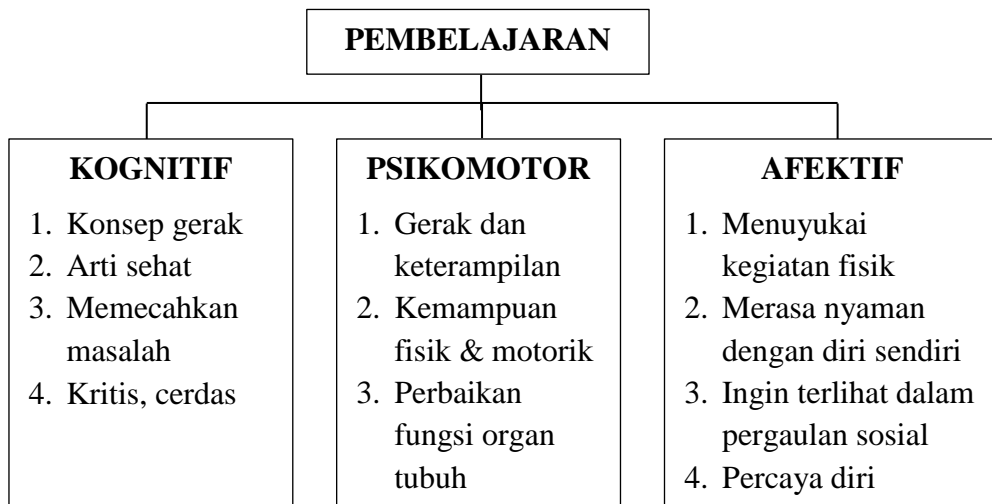 PEMBELAJARAN
KOGNITIF
1. Konsep gerak
2. Arti sehat
3. Memecahkan
masalah
4. Kritis, cerdas
PSIKOMOTOR
1. Gerak dan
keterampilan
2. Kemampuan
fisik & motorik
3. Perbaikan
fungsi organ
tubuh
AFEKTIF
1. Menuyukai
kegiatan fisik
2. Merasa nyaman
dengan diri sendiri
3. Ingin terlihat dalam
pergaulan sosial
4. Percaya diri